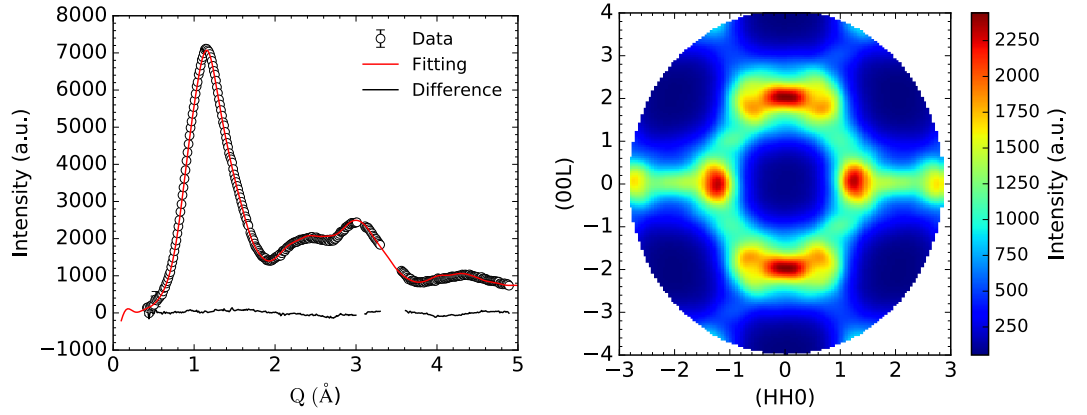 Intensity (a.u.)
8000
7000
6000
5000
4000
3000
2000
1000
0
−1000
Data
Fitting
Difference
0 1 2 3 4 5
Q (Å)
(00L)
4
3
2
1
0
−1
−2
−3
−4
−3 −2 −1 0 1 2 3
(HH0)
2250
2000
1750
1500
1250
1000
750
500
250
Intensity (a.u.)